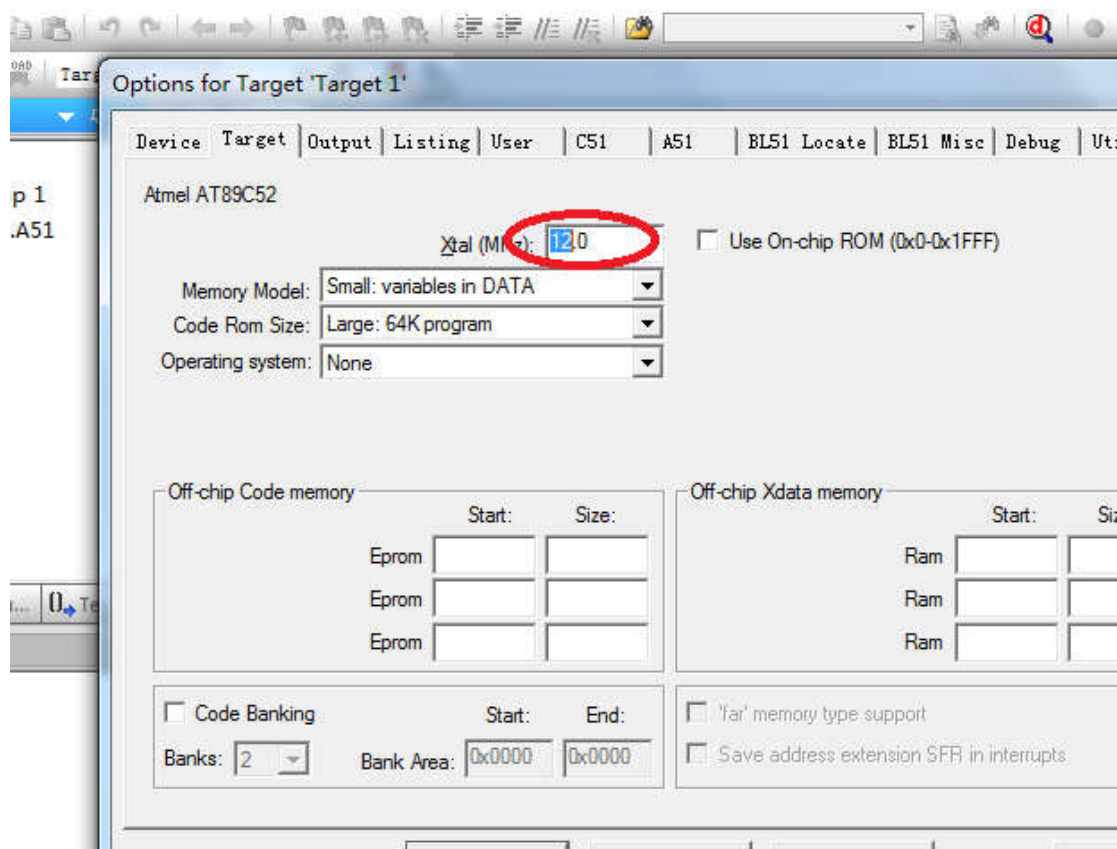 Options for Target 'Target 1'
Device Target Output Listing User C51 A51 BL51 Locate BL51 Misc Debug
p 1
.A51
Atmel AT89C52
Xtal (MHz): 12.0
Use On-chip ROM (0x0-0x1FFF)
Memory Model: Small: variables in DATA
Code Rom Size: Large: 64K program
Operating system: None
Off-chip Code memory
Start: Size:
Eprom
Eprom
Eprom
Off-chip Xdata memory
Start:
Ram
Ram
Ram
Code Banking
Start: End:
Banks: 2 Bank Area: 0x0000 0x0000
'far' memory type support
Save address extension SFR in interrupts